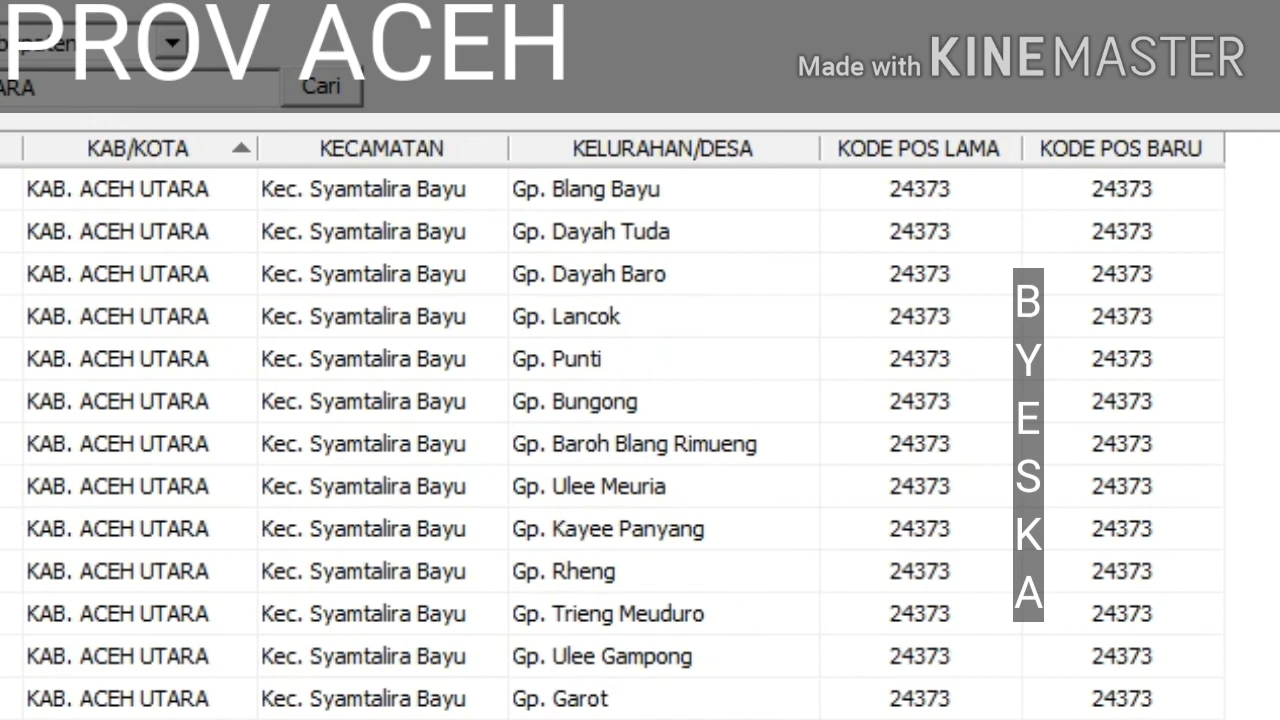 PROV ACEH
Made with KINEMASTER
ARA Cari
KAB/KOTA KECAMATAN KELURAHAN/DESA KODE POS LAMA KODE POS BARU
KAB. ACEH UTARA Kec. Syamtalira Bayu Gp. Blang Bayu 24373 24373
KAB. ACEH UTARA Kec. Syamtalira Bayu Gp. Dayah Tuda 24373 24373
KAB. ACEH UTARA Kec. Syamtalira Bayu Gp. Dayah Baro 24373 24373
KAB. ACEH UTARA Kec. Syamtalira Bayu Gp. Lancok 24373 24373
KAB. ACEH UTARA Kec. Syamtalira Bayu Gp. Punti 24373 24373
KAB. ACEH UTARA Kec. Syamtalira Bayu Gp. Bungong 24373 24373
KAB. ACEH UTARA Kec. Syamtalira Bayu Gp. Baroh Blang Rimueng 24373 24373
KAB. ACEH UTARA Kec. Syamtalira Bayu Gp. Ulee Meuria 24373 24373
KAB. ACEH UTARA Kec. Syamtalira Bayu Gp. Kayee Panyang 24373 24373
KAB. ACEH UTARA Kec. Syamtalira Bayu Gp. Rheng 24373 24373
KAB. ACEH UTARA Kec. Syamtalira Bayu Gp. Trieng Meuduro 24373 24373
KAB. ACEH UTARA Kec. Syamtalira Bayu Gp. Ulee Gampong 24373 24373
KAB. ACEH UTARA Kec. Syamtalira Bayu Gp. Garot 24373 24373
BYESKA